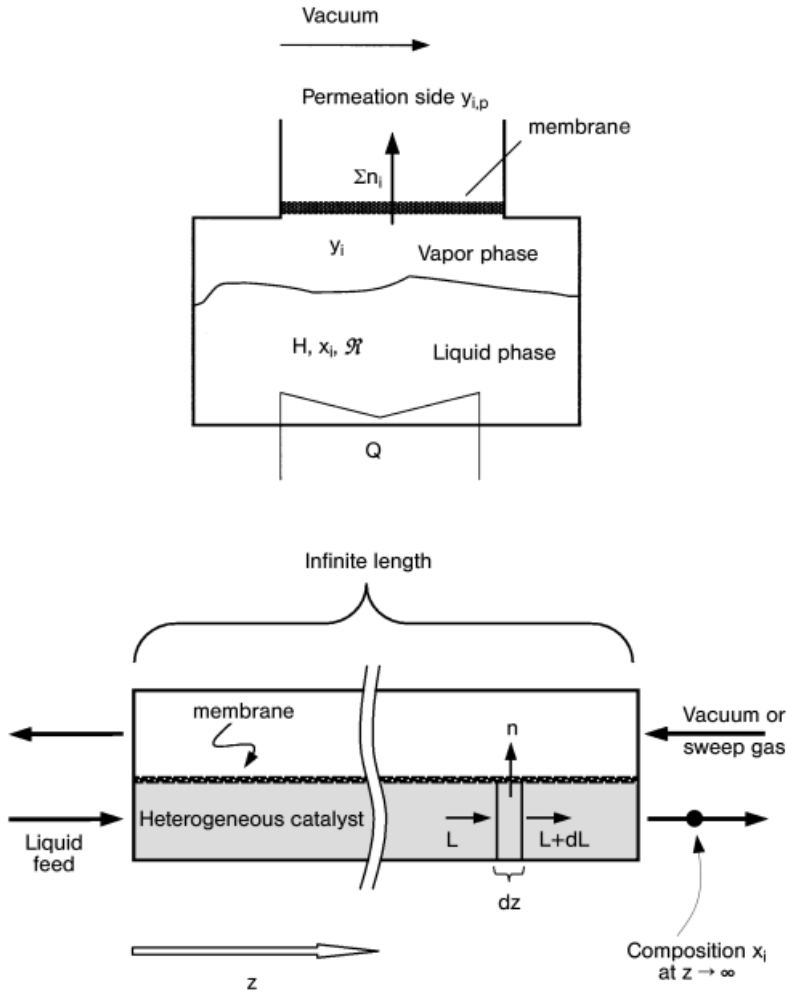 Vacuum
Permeation side y_i,p
membrane
Σn_i
y_i
Vapor phase
H, x_i, ℜ
Liquid phase
Q
Infinite length
membrane
n
Vacuum or
sweep gas
Heterogeneous catalyst
L
L+dL
Liquid
feed
dz
z
Composition x_i
at z → ∞